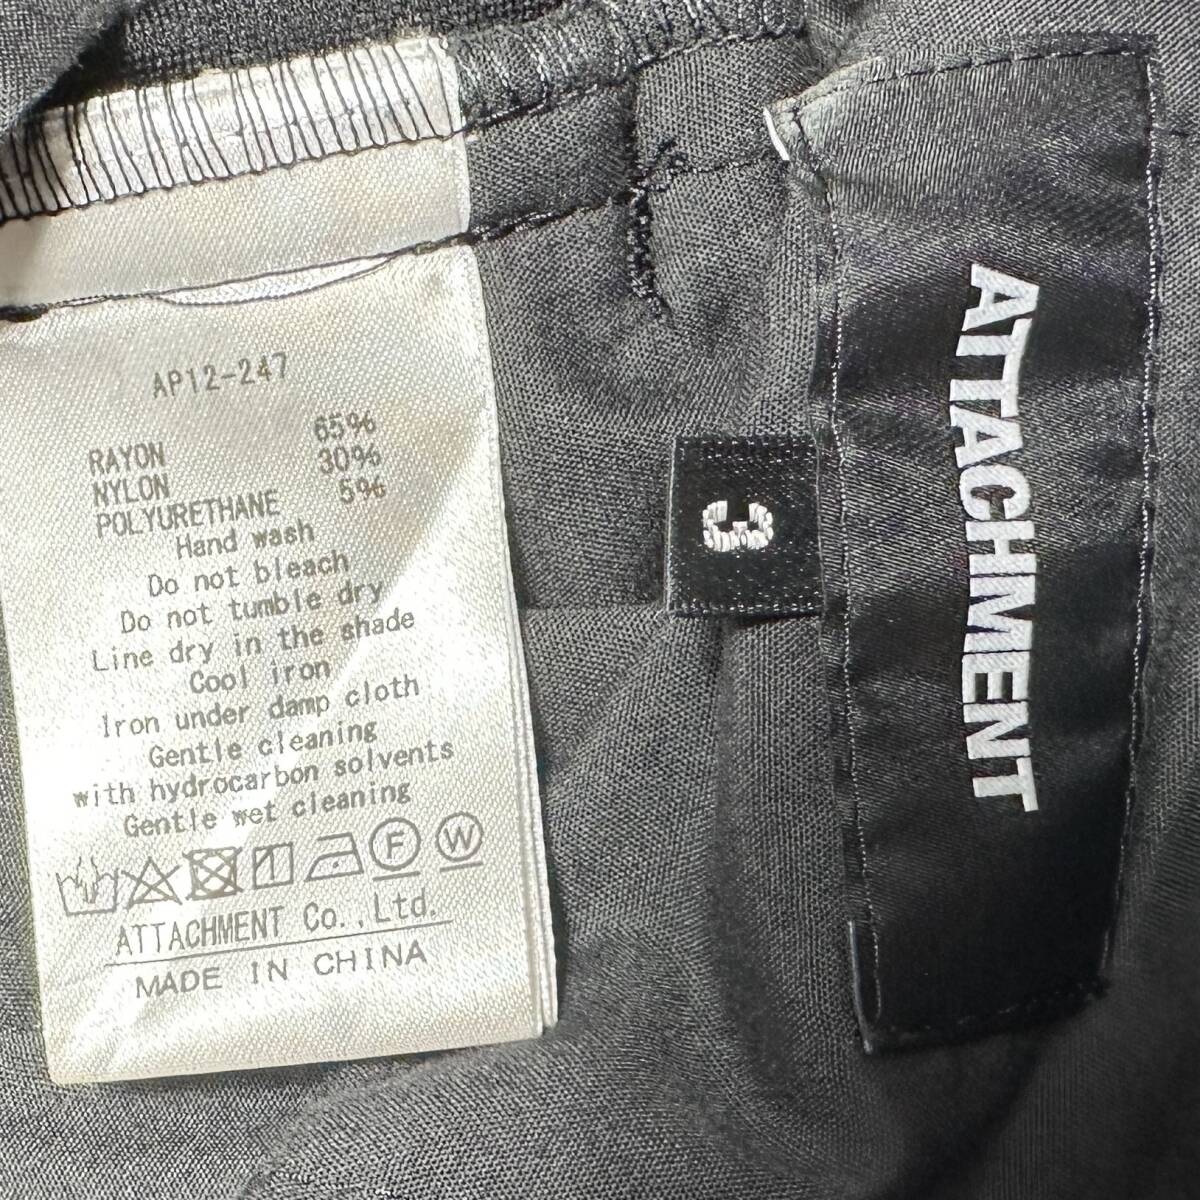 AP12-247
RAYON 65%
NYLON 30%
POLYURETHANE 5%
Hand wash
Do not bleach
Do not tumble dry
Line dry in the shade
Cool iron
Iron under damp cloth
Gentle cleaning
with hydrocarbon solvents
Gentle wet cleaning
F W
ATTACHMENT Co.,Ltd.
MADE IN CHINA
3
ATTACHMENT